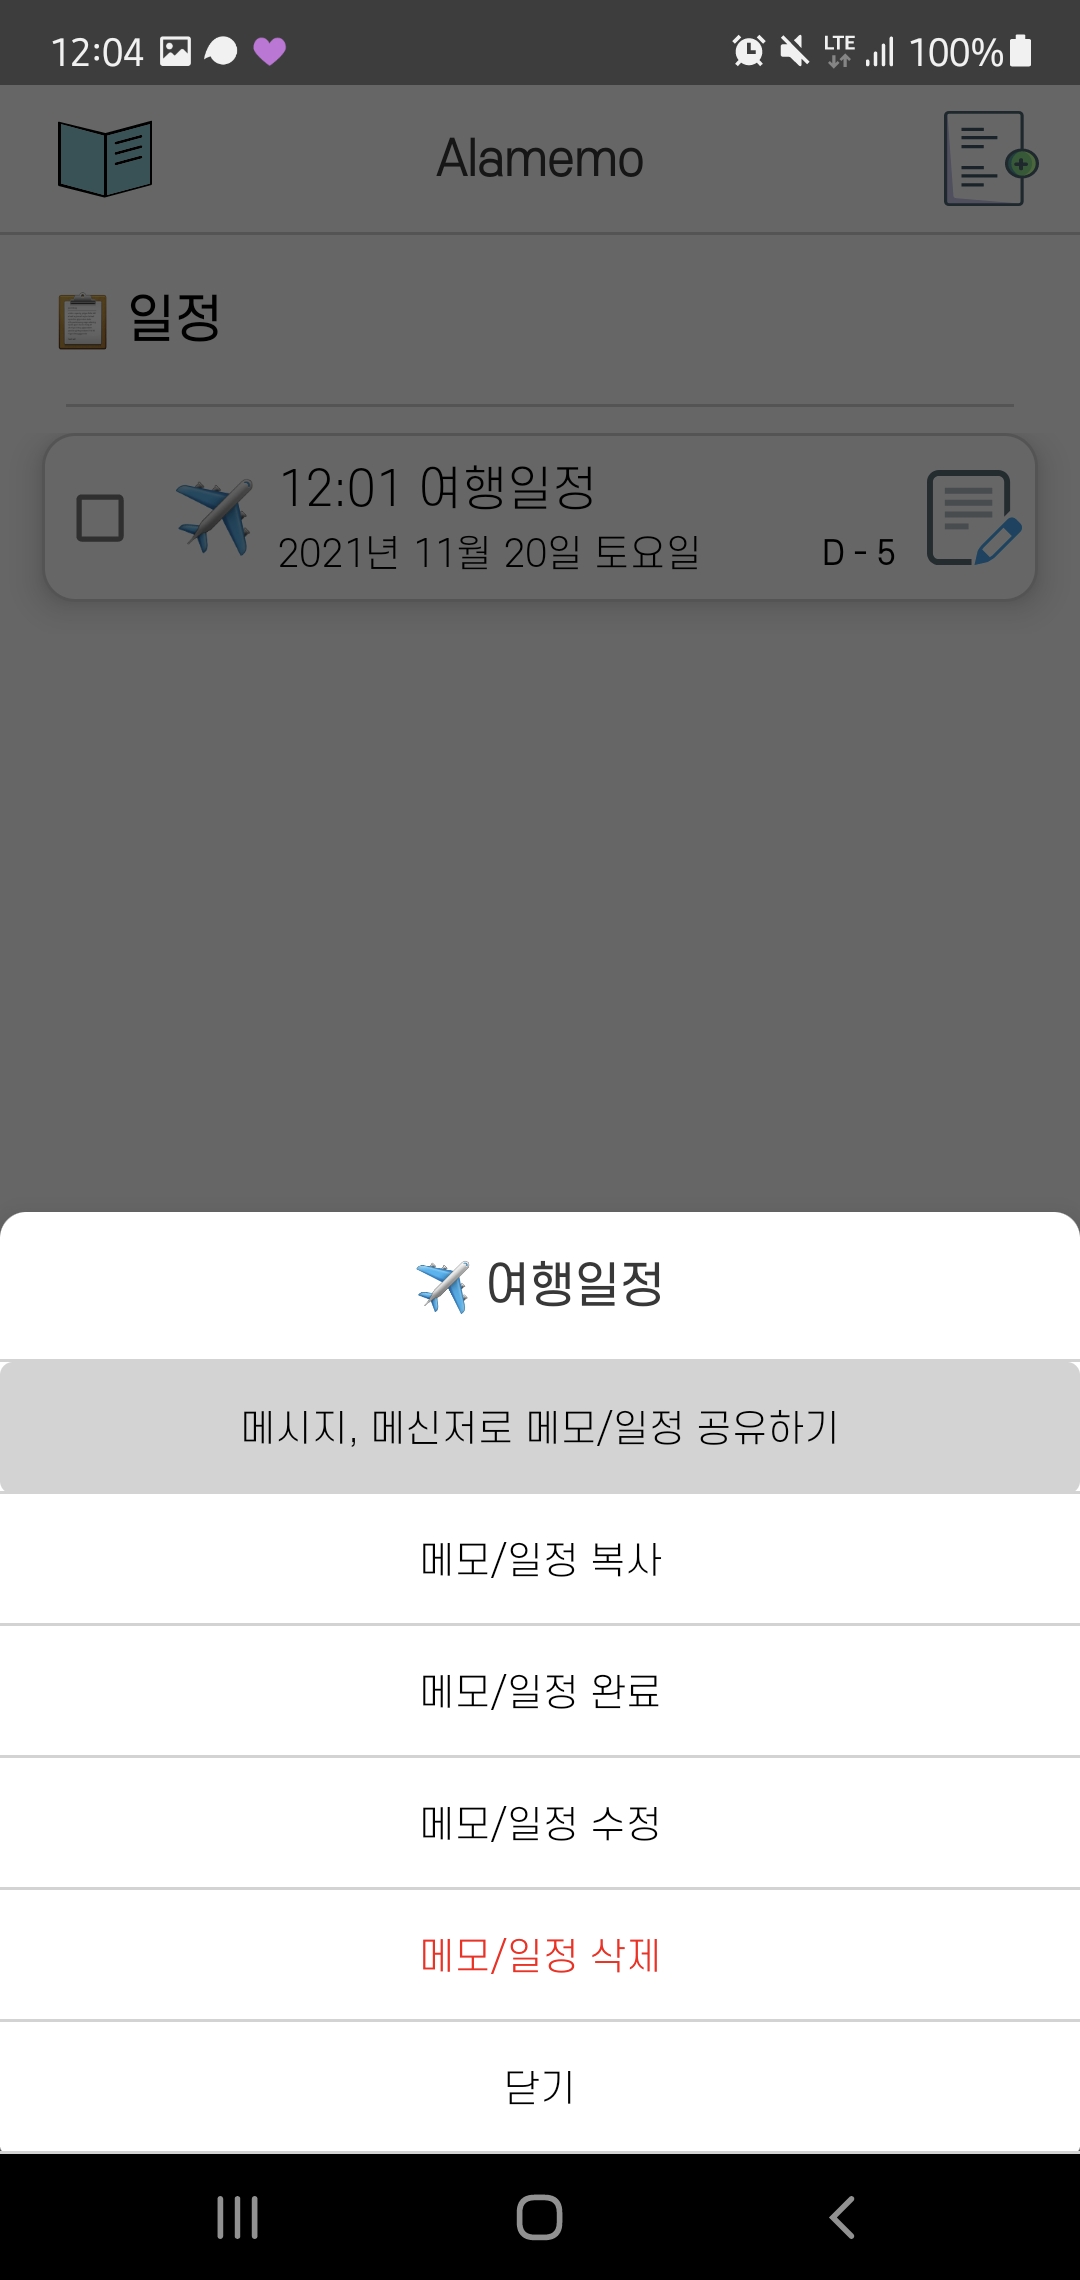 12:04 LTE 100%
Alamemo
📋 일정
12:01 여행일정
2021년 11월 20일 토요일 D - 5
✈️ 여행일정
메시지, 메신저로 메모/일정 공유하기
메모/일정 복사
메모/일정 완료
메모/일정 수정
메모/일정 삭제
닫기